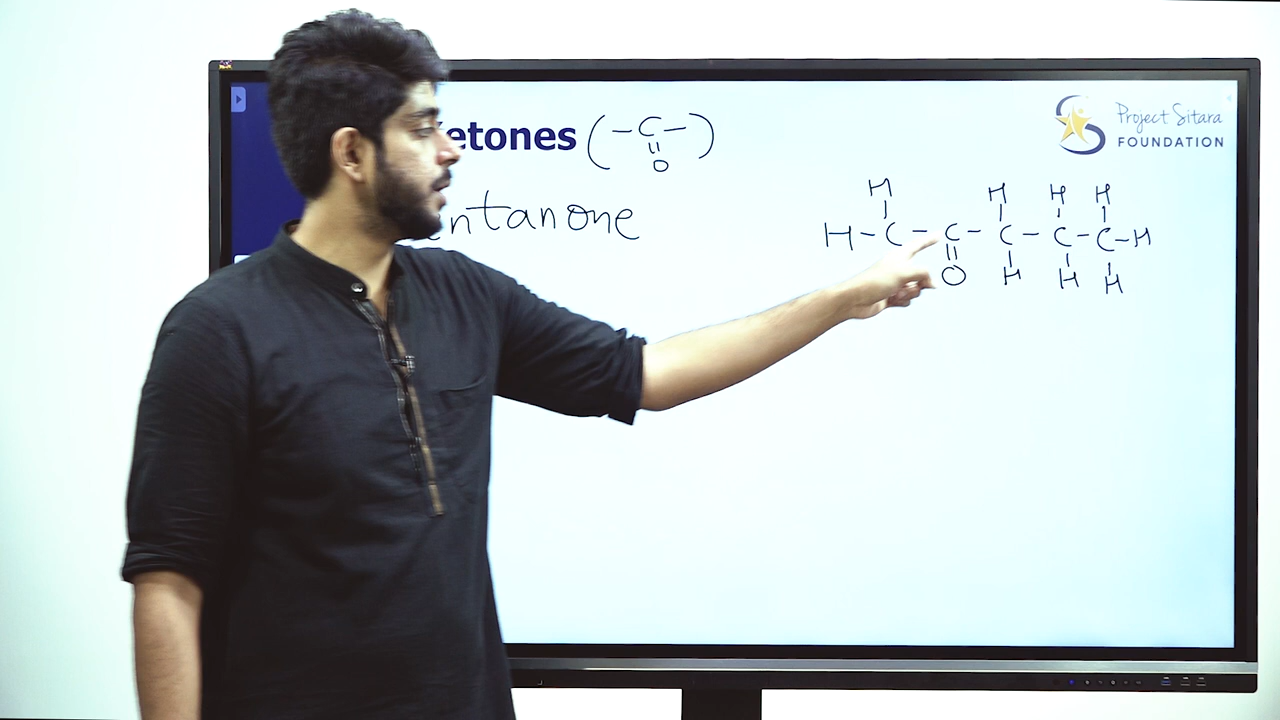 etones (-C-)
O
Project Sitara
FOUNDATION
entanone
H H H H
H-C-C-C-C-C-H
O H H H